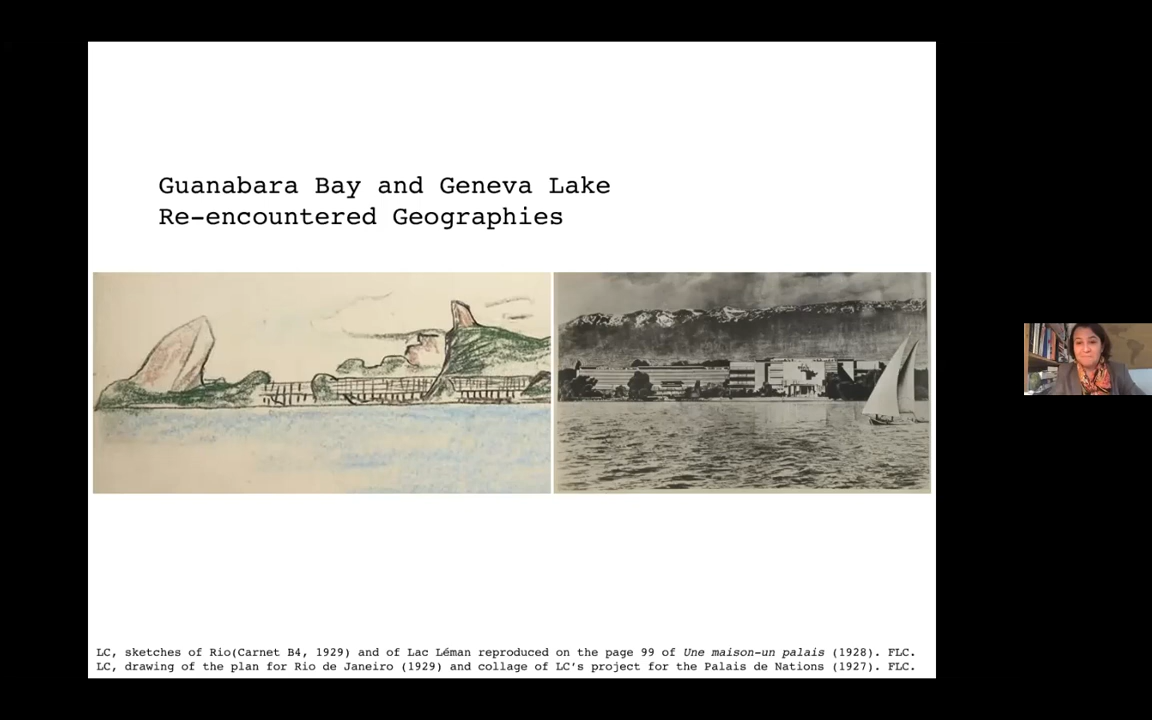 Guanabara Bay and Geneva Lake
Re-encountered Geographies
LC, sketches of Rio(Carnet B4, 1929) and of Lac Léman reproduced on the page 99 of Une maison-un palais (1928). FLC.
LC, drawing of the plan for Rio de Janeiro (1929) and collage of LC's project for the Palais de Nations (1927). FLC.